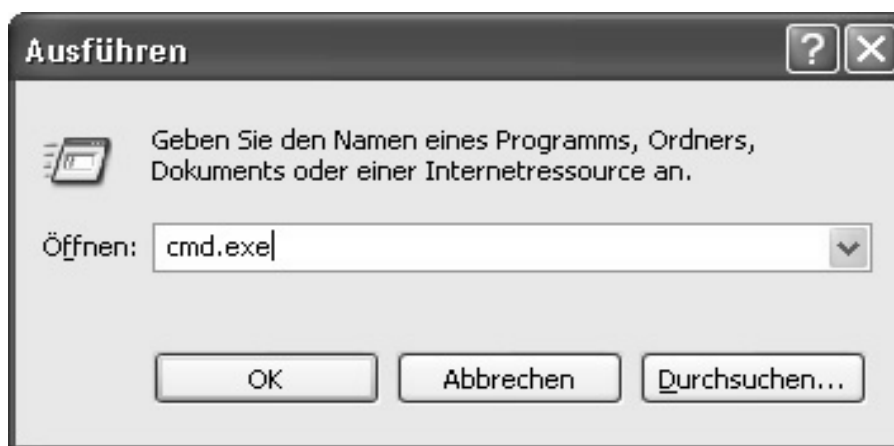 Ausführen
Geben Sie den Namen eines Programms, Ordners,
Dokuments oder einer Internetressource an.
Öffnen: cmd.exe
OK Abbrechen Durchsuchen...